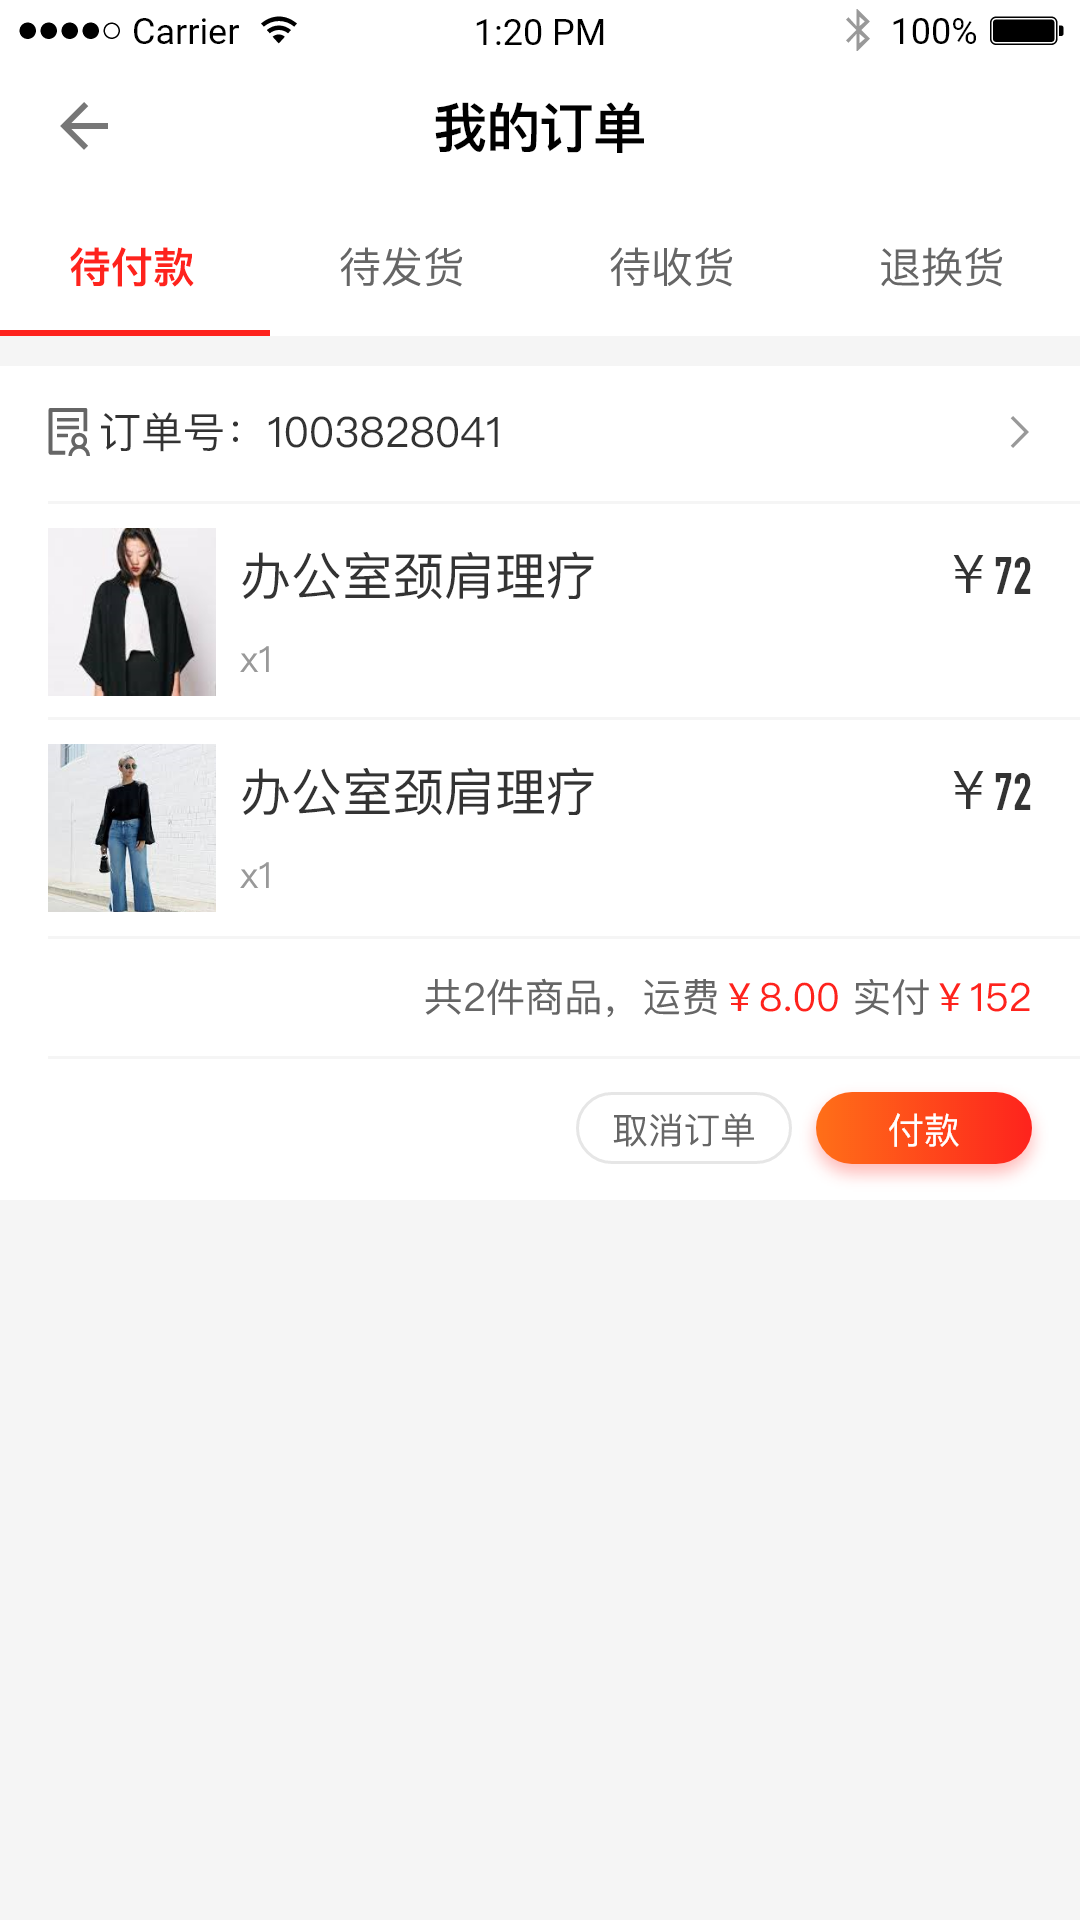 Carrier 1:20 PM 100%
我的订单
待付款 待发货 待收货 退换货
订单号：1003828041
办公室颈肩理疗 ￥72
x1
办公室颈肩理疗 ￥72
x1
共2件商品，运费￥8.00 实付￥152
取消订单 付款